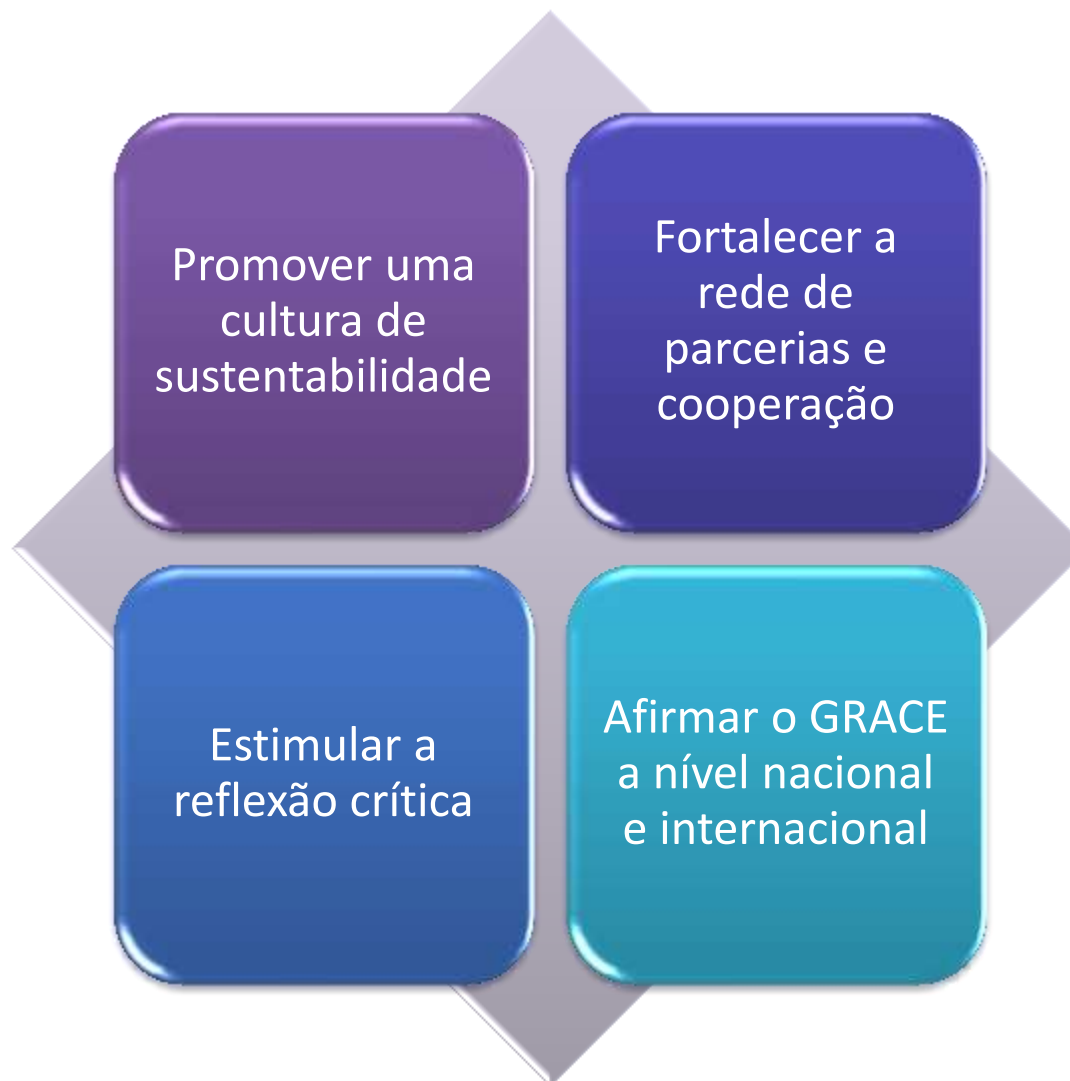 Promover uma
cultura de
sustentabilidade
Fortalecer a
rede de
parcerias e
cooperação
Estimular a
reflexão crítica
Afirmar o GRACE
a nível nacional
e internacional